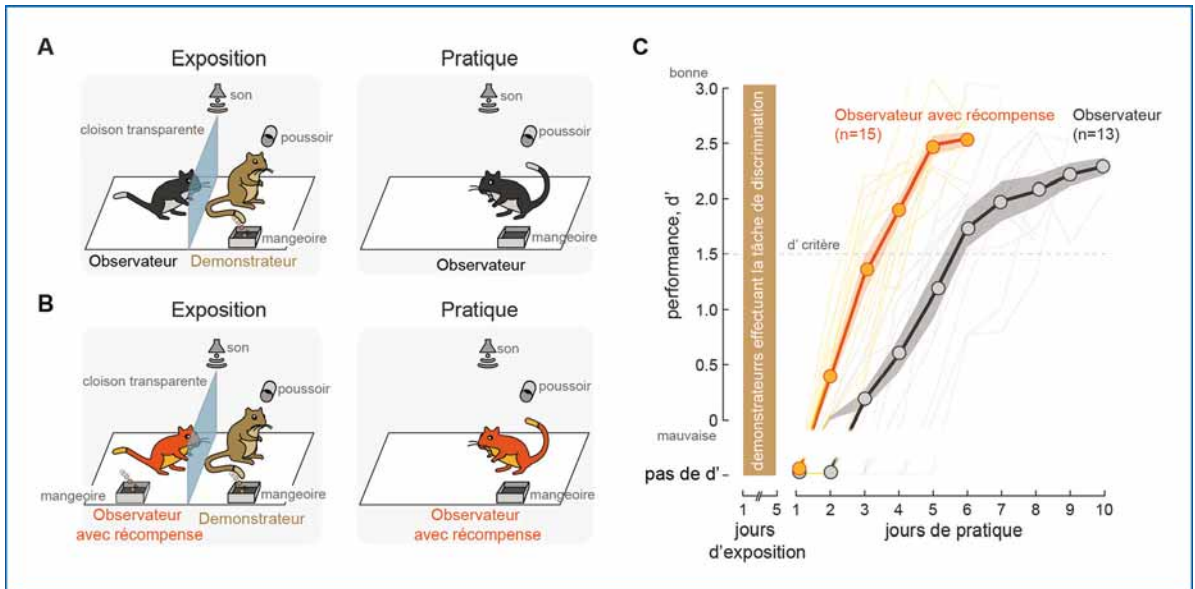 A
Exposition
Pratique
son
son
cloison transparente
poussoir
poussoir
mangeoire
mangeoire
Observateur
Demonstrateur
Observateur
B
Exposition
Pratique
son
son
cloison transparente
poussoir
poussoir
mangeoire
mangeoire
mangeoire
Observateur
avec récompense
Demonstrateur
Observateur
avec récompense
C
bonne
3.0
2.5
2.0
1.5
1.0
0.5
0
mauvaise
pas de d'
performance, d'
demonstrateurrs effectuant la tâche de discrimination
Observateur avec récompense
(n=15)
Observateur
(n=13)
d' critère
1 5
jours
d'exposition
1 2 3 4 5 6 7 8 9 10
jours de pratique